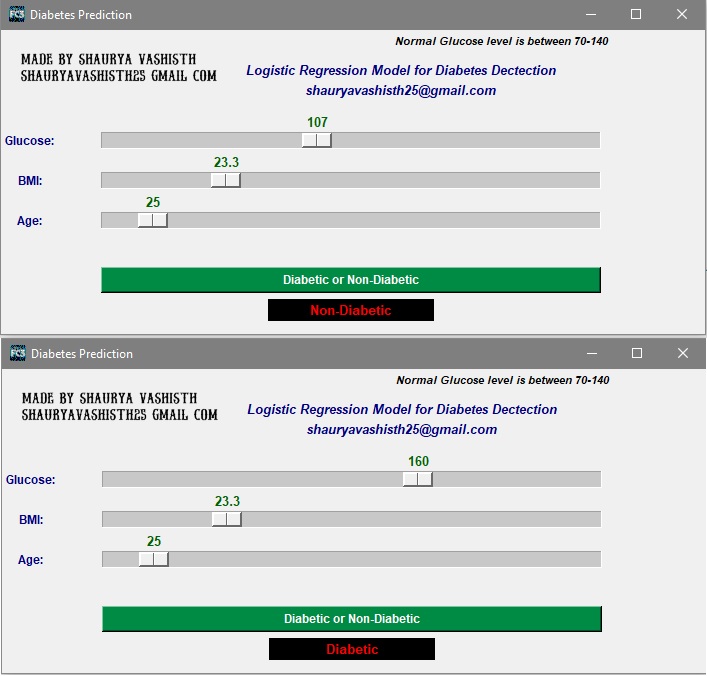 Diabetes Prediction
Normal Glucose level is between 70-140
MADE BY SHAURYA VASHISTH
SHAURYAVASHISTH25 GMAIL COM
Logistic Regression Model for Diabetes Dectection
shauryavashisth25@gmail.com
107
Glucose:
23.3
BMI:
25
Age:
Diabetic or Non-Diabetic
Non-Diabetic
Diabetes Prediction
Normal Glucose level is between 70-140
MADE BY SHAURYA VASHISTH
SHAURYAVASHISTH25 GMAIL COM
Logistic Regression Model for Diabetes Dectection
shauryavashisth25@gmail.com
160
Glucose:
23.3
BMI:
25
Age:
Diabetic or Non-Diabetic
Diabetic